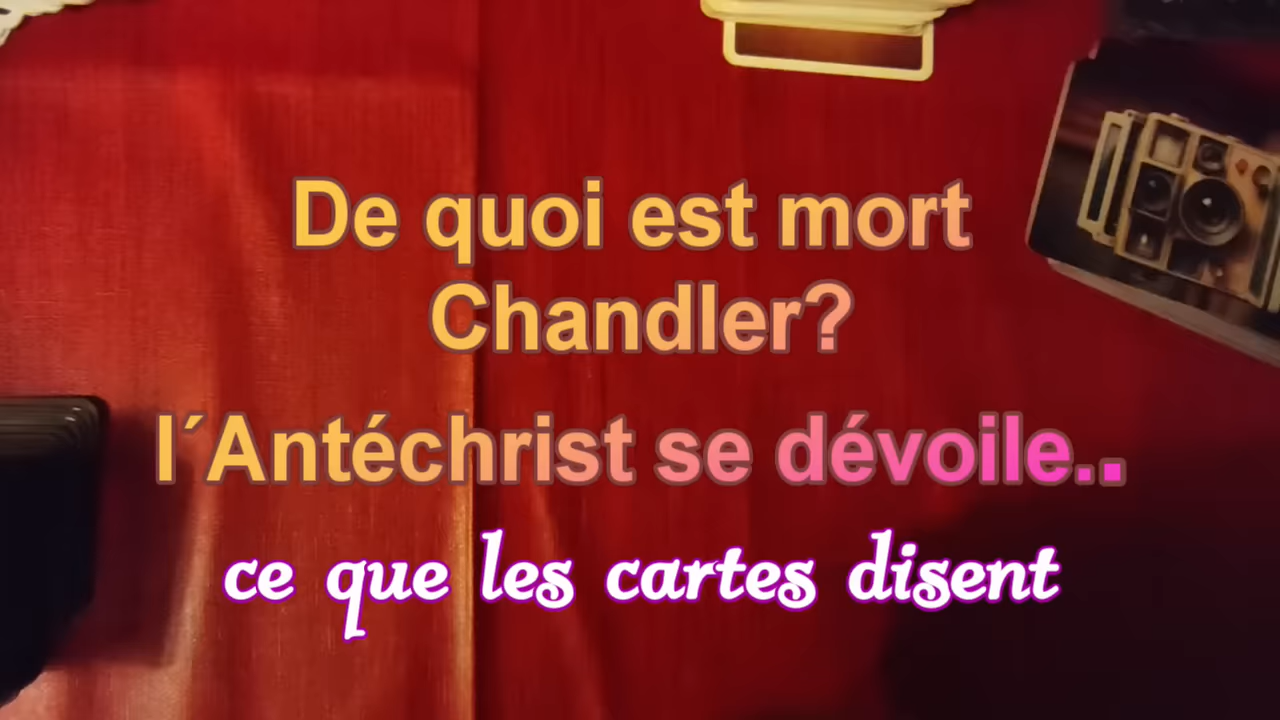 De quoi est mort
Chandler?
l´Antéchrist se dévoile..
ce que les cartes disent